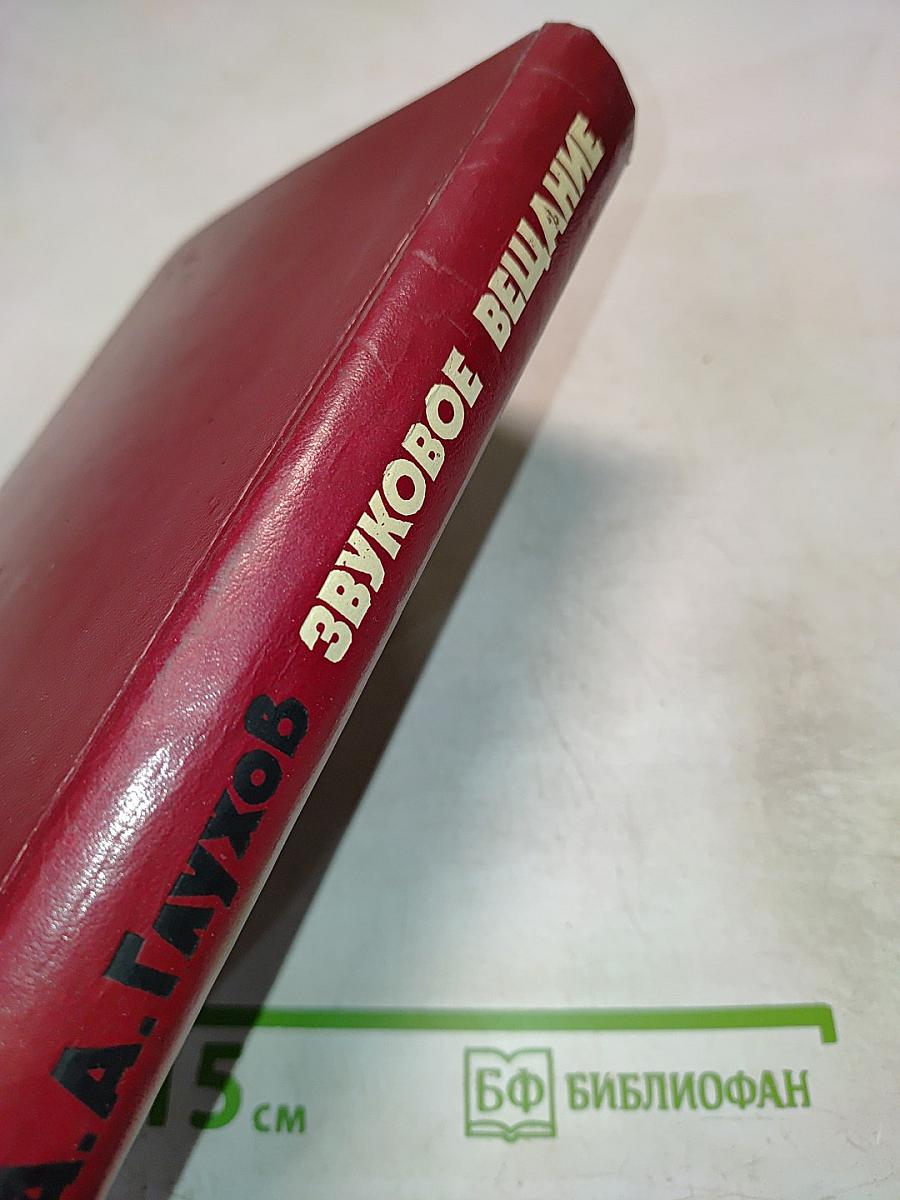 А. А. ГЛУХОВ ЗВУКОВОЕ ВЕЩАНИЕ
15 см
БФ БИБЛИОФАН